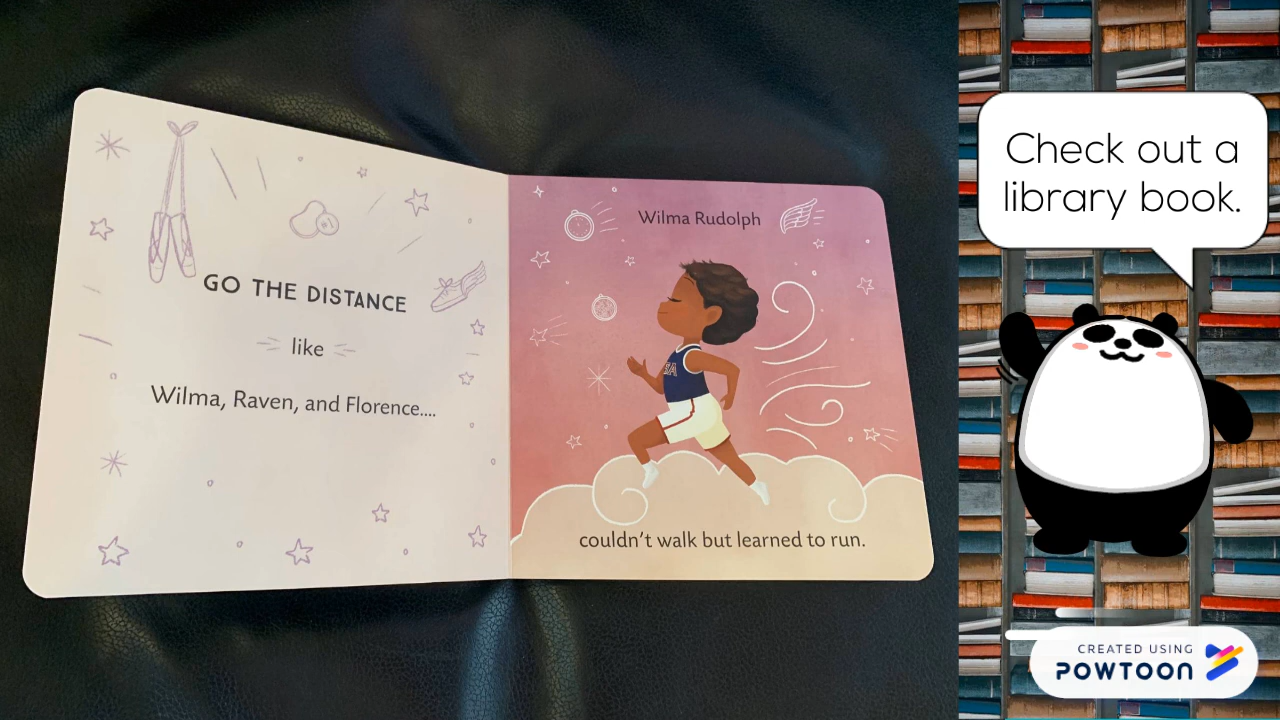 GO THE DISTANCE
like
Wilma, Raven, and Florence....
Wilma Rudolph
couldn't walk but learned to run.
Check out a
library book.
CREATED USING
POWTOON